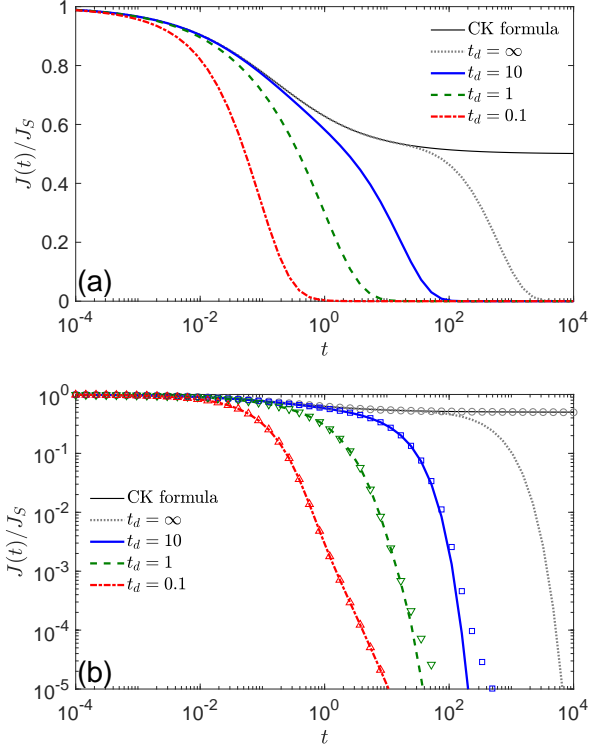 1
0.8
0.6
0.4
0.2
0
J(t)/J_S
CK formula
t_d = ∞
t_d = 10
t_d = 1
t_d = 0.1
(a)
10^-4 10^-2 10^0 10^2 10^4
t
10^0
10^-1
10^-2
10^-3
10^-4
10^-5
J(t)/J_S
CK formula
t_d = ∞
t_d = 10
t_d = 1
t_d = 0.1
(b)
10^-4 10^-2 10^0 10^2 10^4
t